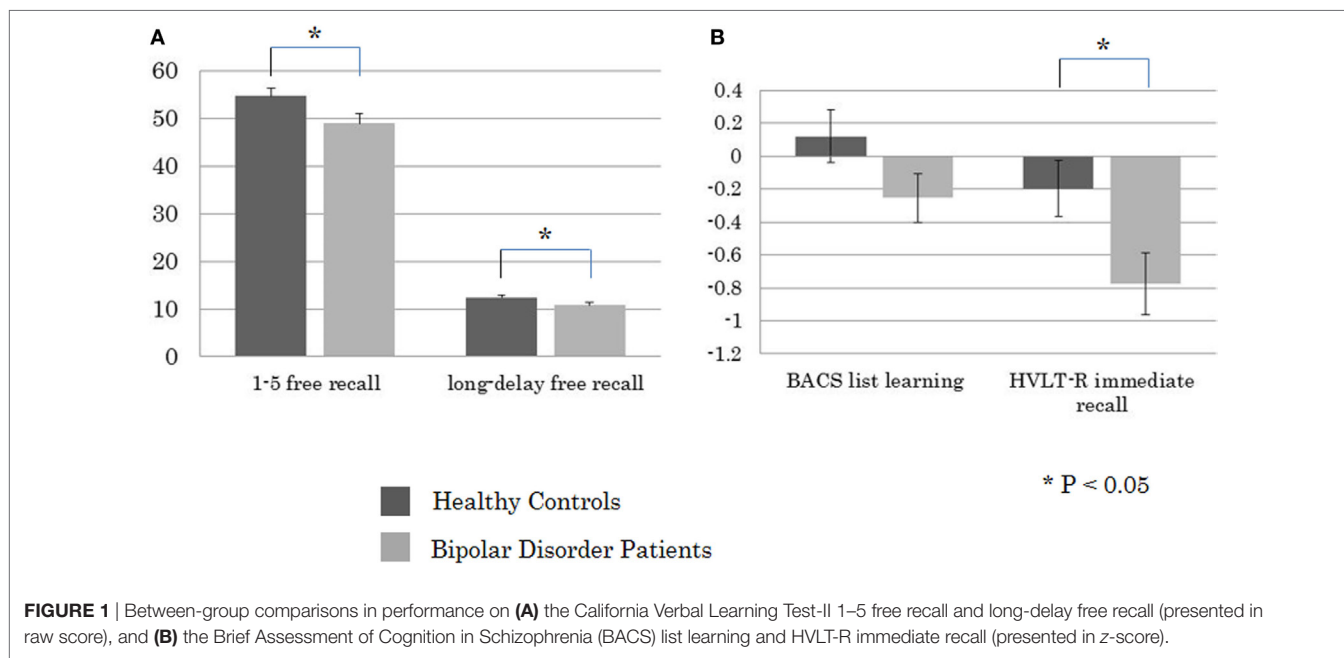 A
*
60
50
40
30
20
10
0
*
1-5 free recall
long-delay free recall
B
*
0.4
0.2
0
-0.2
-0.4
-0.6
-0.8
-1
-1.2
BACS list learning
HVLT-R immediate
recall
Healthy Controls
Bipolar Disorder Patients
* P < 0.05
FIGURE 1 | Between-group comparisons in performance on (A) the California Verbal Learning Test-II 1–5 free recall and long-delay free recall (presented in
raw score), and (B) the Brief Assessment of Cognition in Schizophrenia (BACS) list learning and HVLT-R immediate recall (presented in z-score).